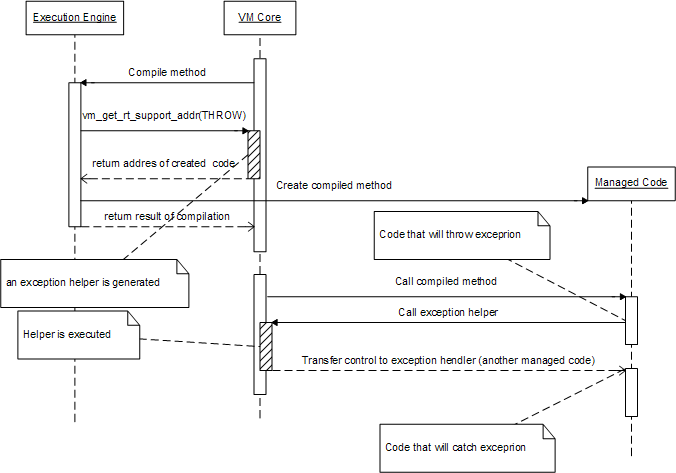 Execution Engine
VM Core
Compile method
vm_get_rt_support_addr(THROW)
return addres of created code
Create compiled method
Managed Code
return result of compilation
Code that will throw exceprion
an exception helper is generated
Call compiled method
Call exception helper
Helper is executed
Transfer control to exception hendler (another managed code)
Code that will catch exceprion